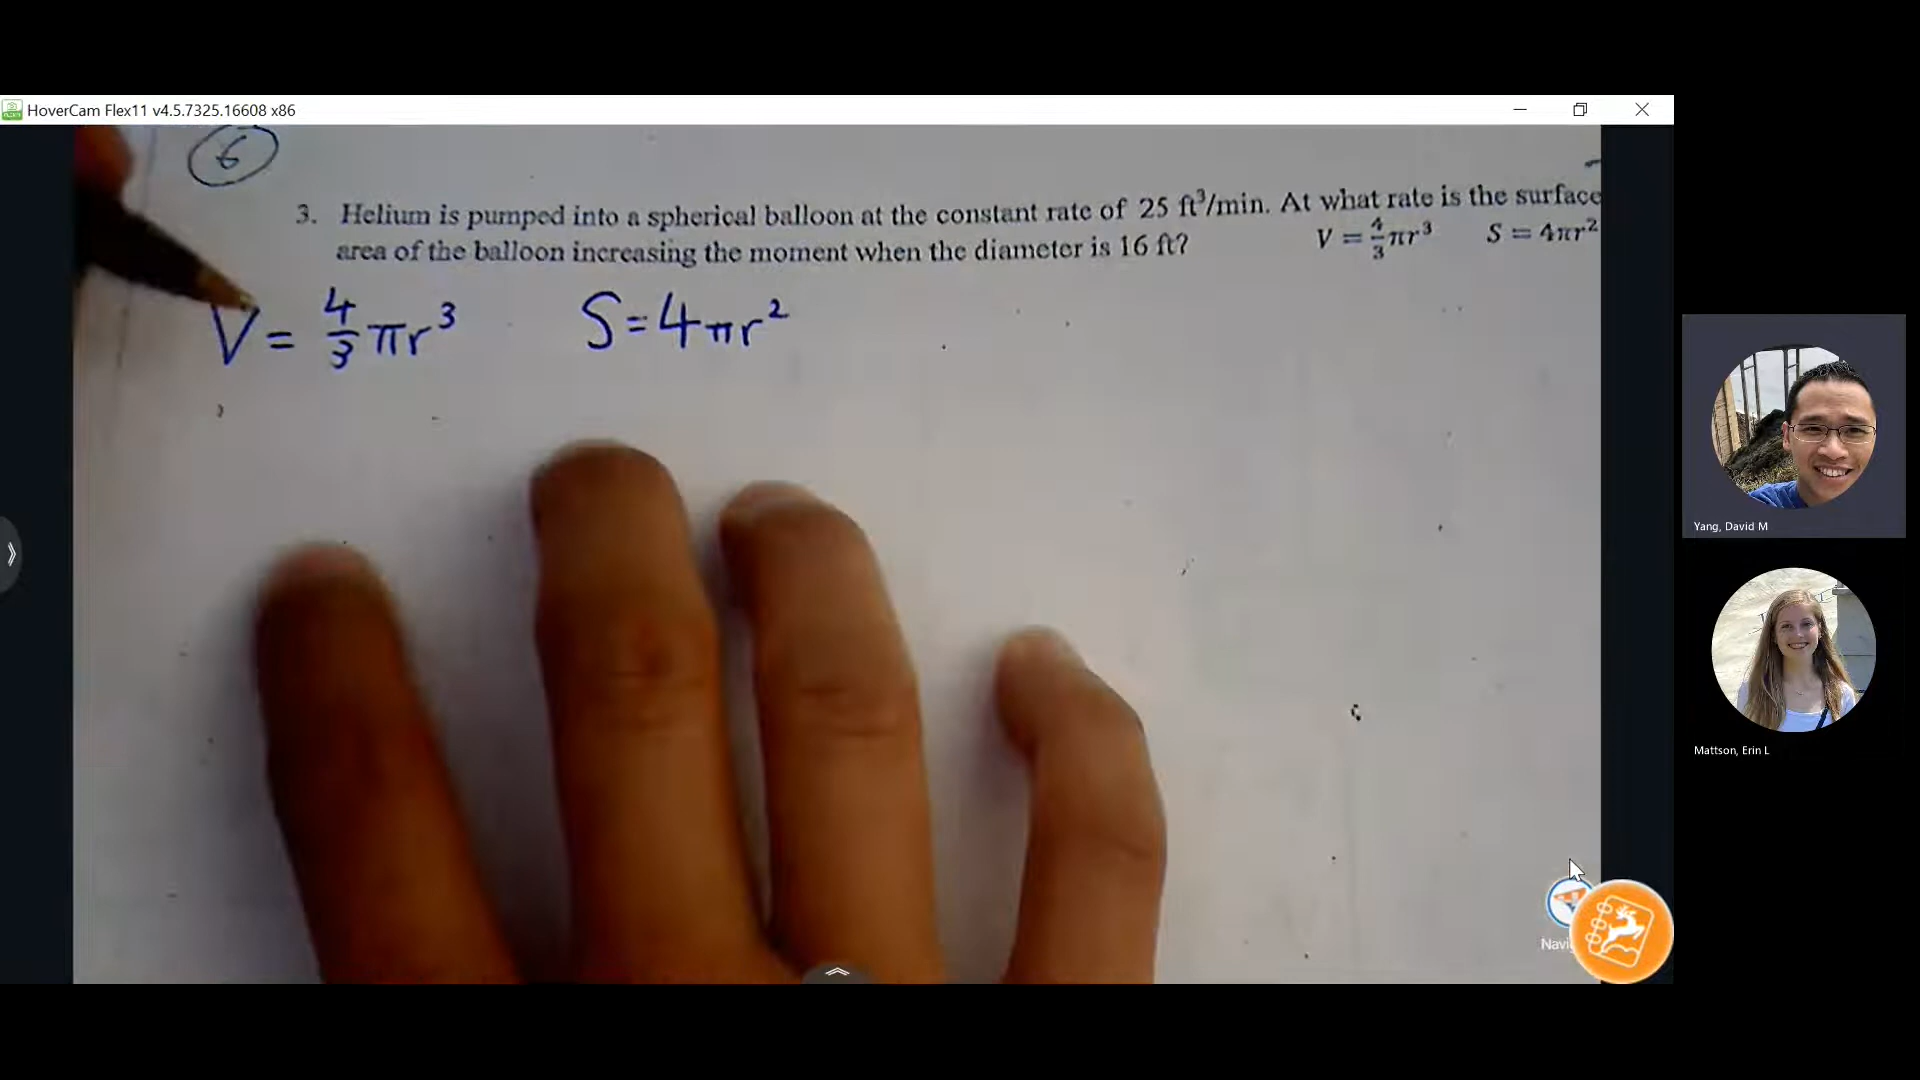 HoverCam Flex11 v4.5.7325.16608 x86
6
3. Helium is pumped into a spherical balloon at the constant rate of 25 ft³/min. At what rate is the surface
area of the balloon increasing the moment when the diameter is 16 ft? V = 4/3 πr³ S = 4πr²
V = 4/3 πr³ S = 4πr²
Yang, David M
Mattson, Erin L
Navi